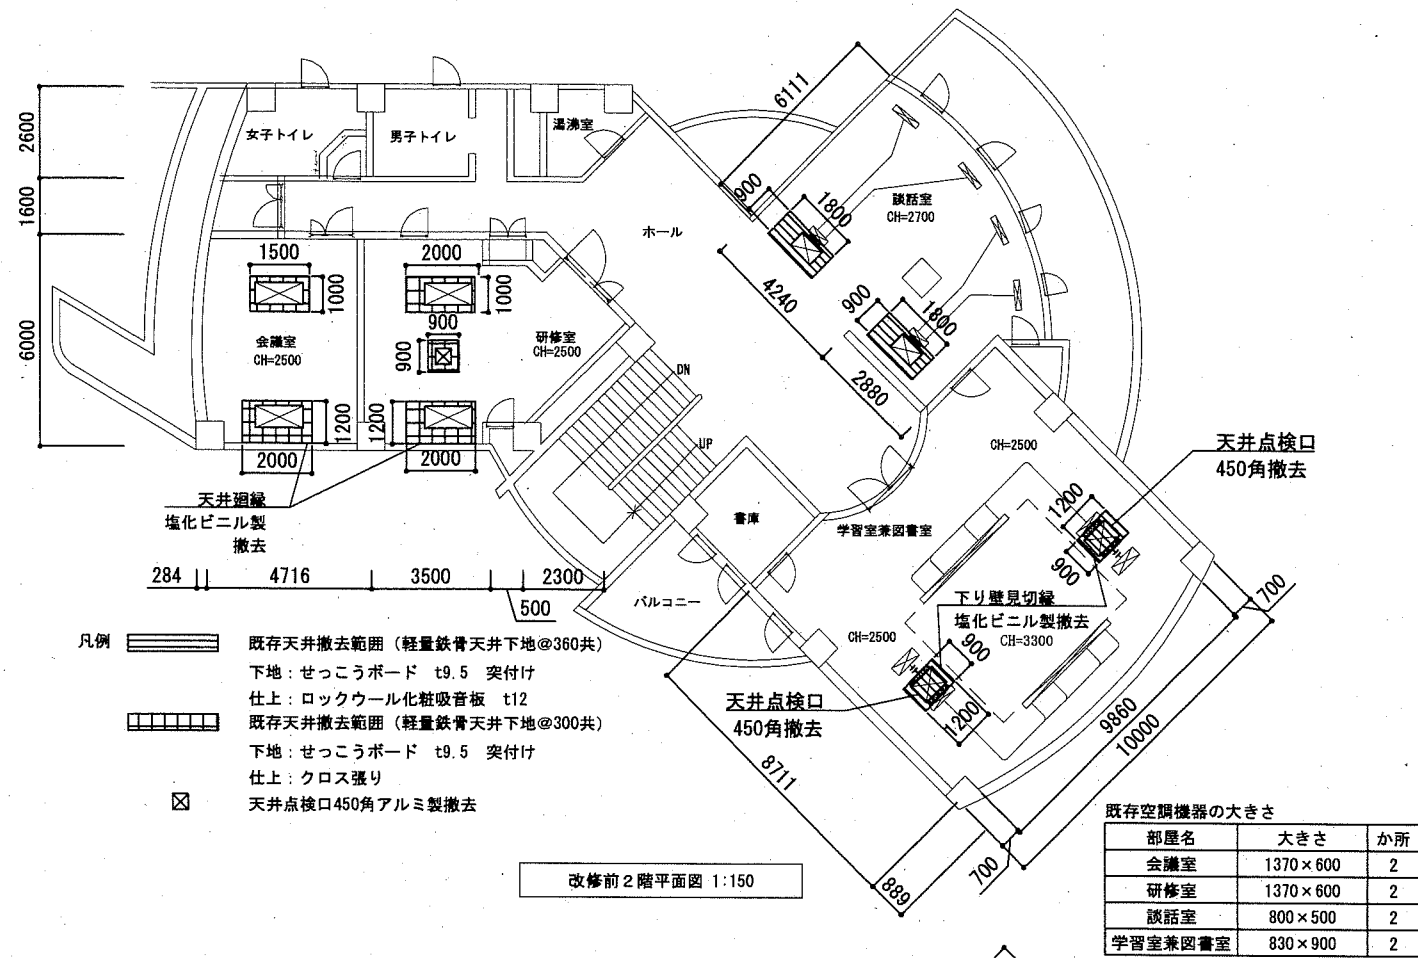 6111
2600
1600
6000
女子トイレ
男子トイレ
湯沸室
ホール
談話室
CH=2700
900
1800
4240
900
1800
2880
1500
1000
2000
1000
900
900
会議室
CH=2500
研修室
CH=2500
DN
UP
1200
2000
1200
2000
天井廻縁
塩化ビニル製
撤去
284
4716
3500
2300
500
書庫
バルコニー
学習室兼図書室
CH=2500
天井点検口
450角撤去
1200
900
下り壁見切縁
塩化ビニル製撤去
CH=3300
CH=2500
900
1200
天井点検口
450角撤去
700
9860
10000
8711
889
700
凡例
既存天井撤去範囲（軽量鉄骨天井下地@360共）
下地：せっこうボード t9.5 突付け
仕上：ロックウール化粧吸音板 t12
既存天井撤去範囲（軽量鉄骨天井下地@300共）
下地：せっこうボード t9.5 突付け
仕上：クロス張り
天井点検口450角アルミ製撤去
改修前２階平面図 1:150
既存空調機器の大きさ
部屋名 大きさ か所
会議室 1370×600 2
研修室 1370×600 2
談話室 800×500 2
学習室兼図書室 830×900 2